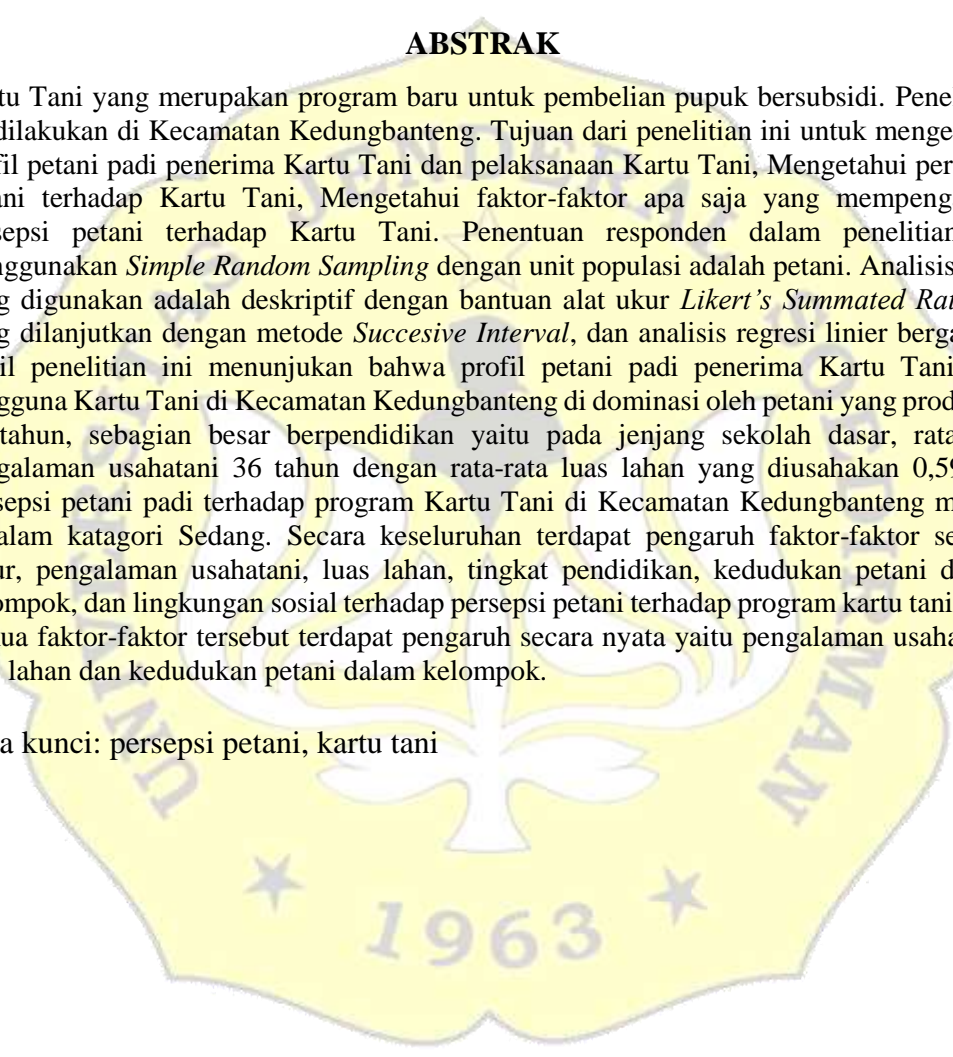 ABSTRAK
tu Tani yang merupakan program baru untuk pembelian pupuk bersubsidi. Pene
dilakukan di Kecamatan Kedungbanteng. Tujuan dari penelitian ini untuk menge
fil petani padi penerima Kartu Tani dan pelaksanaan Kartu Tani, Mengetahui per
ani terhadap Kartu Tani, Mengetahui faktor-faktor apa saja yang mempeng
sepsi petani terhadap Kartu Tani. Penentuan responden dalam penelitian
nggunakan Simple Random Sampling dengan unit populasi adalah petani. Analisis
g digunakan adalah deskriptif dengan bantuan alat ukur Likert's Summated Rat
g dilanjutkan dengan metode Succesive Interval, dan analisis regresi linier berga
il penelitian ini menunjukan bahwa profil petani padi penerima Kartu Tani
gguna Kartu Tani di Kecamatan Kedungbanteng di dominasi oleh petani yang prod
tahun, sebagian besar berpendidikan yaitu pada jenjang sekolah dasar, rata
galaman usahatani 36 tahun dengan rata-rata luas lahan yang diusahakan 0,59
sepsi petani padi terhadap program Kartu Tani di Kecamatan Kedungbanteng m
alam katagori Sedang. Secara keseluruhan terdapat pengaruh faktor-faktor se
ur, pengalaman usahatani, luas lahan, tingkat pendidikan, kedudukan petani d
ompok, dan lingkungan sosial terhadap persepsi petani terhadap program kartu tani
ua faktor-faktor tersebut terdapat pengaruh secara nyata yaitu pengalaman usaha
lahan dan kedudukan petani dalam kelompok.
a kunci: persepsi petani, kartu tani
UNIVERSITAS JENDERAL SOEDIRMAN
1963